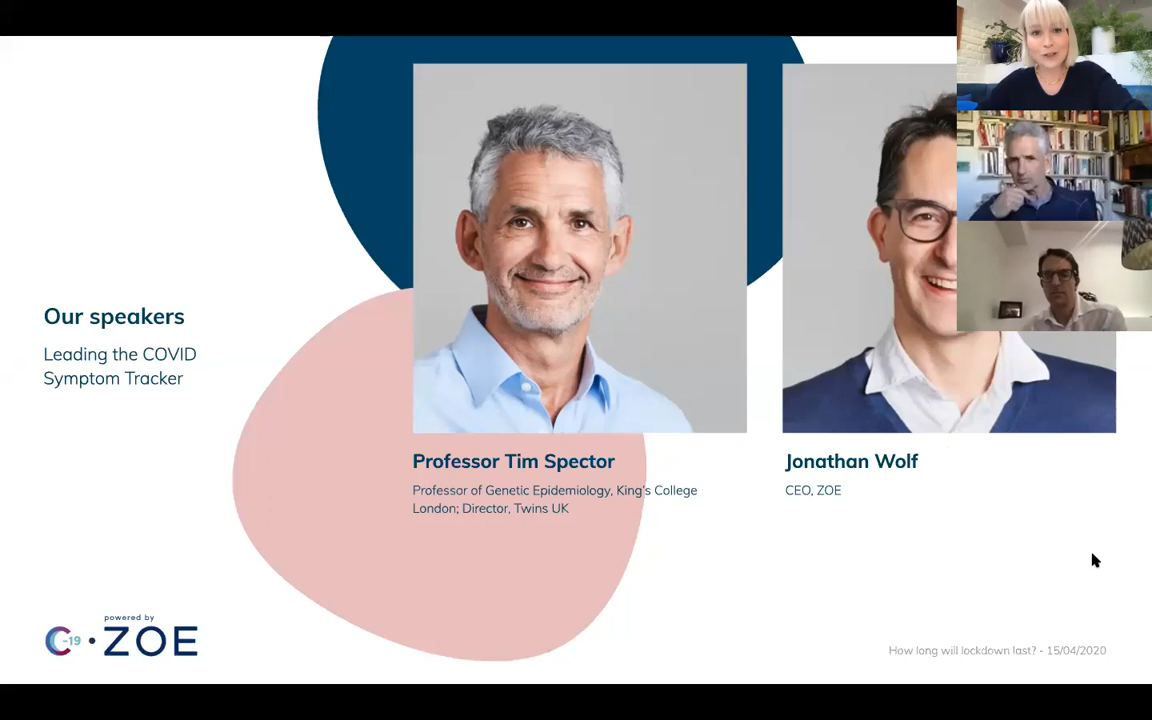 Our speakers
Leading the COVID
Symptom Tracker
Professor Tim Spector
Professor of Genetic Epidemiology, King's College
London; Director, Twins UK
Jonathan Wolf
CEO, ZOE
powered by
C-19 • ZOE
How long will lockdown last? - 15/04/2020